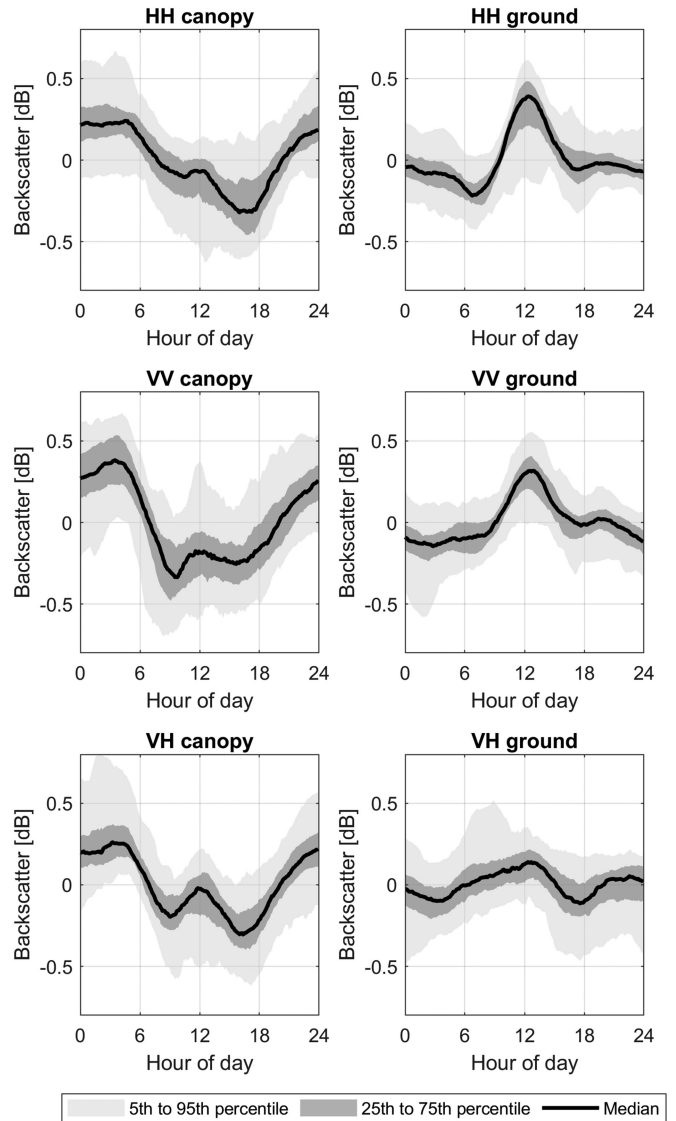 HH canopy
HH ground
Backscatter [dB]
0.5
0
-0.5
0 6 12 18 24
Hour of day
Backscatter [dB]
0.5
0
-0.5
0 6 12 18 24
Hour of day
VV canopy
VV ground
Backscatter [dB]
0.5
0
-0.5
0 6 12 18 24
Hour of day
Backscatter [dB]
0.5
0
-0.5
0 6 12 18 24
Hour of day
VH canopy
VH ground
Backscatter [dB]
0.5
0
-0.5
0 6 12 18 24
Hour of day
Backscatter [dB]
0.5
0
-0.5
0 6 12 18 24
Hour of day
5th to 95th percentile 25th to 75th percentile Median